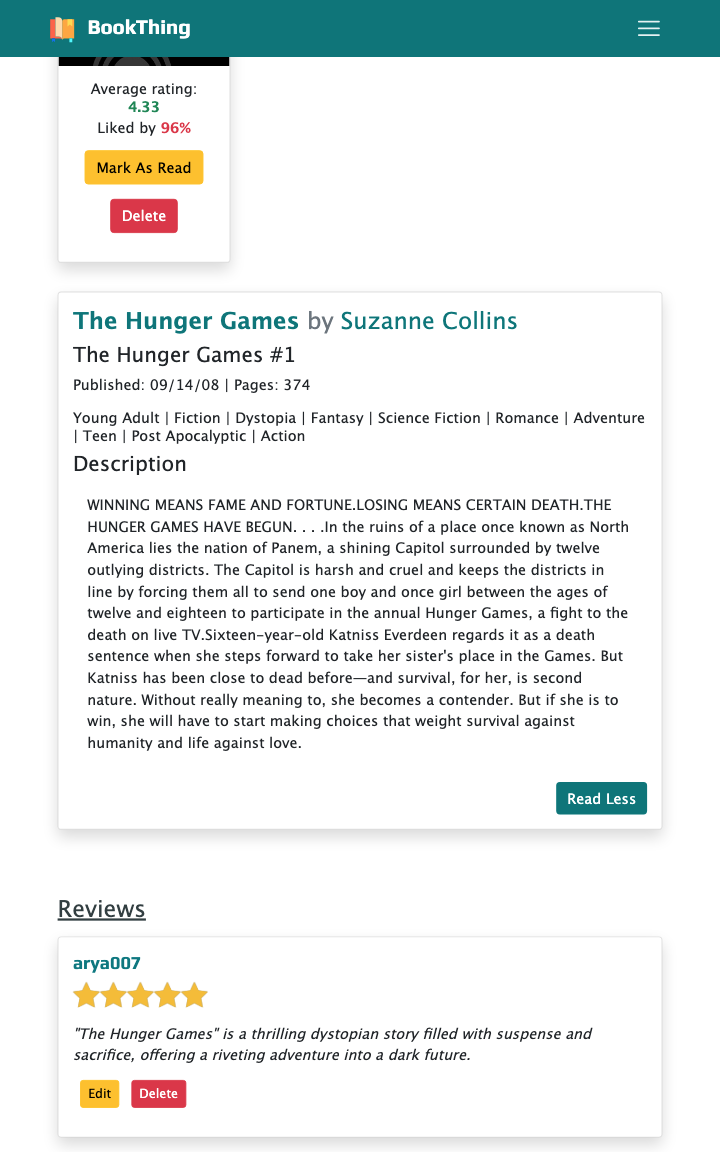 BookThing
Average rating:
4.33
Liked by 96%
Mark As Read
Delete
The Hunger Games by Suzanne Collins
The Hunger Games #1
Published: 09/14/08 | Pages: 374
Young Adult | Fiction | Dystopia | Fantasy | Science Fiction | Romance | Adventure
| Teen | Post Apocalyptic | Action
Description
WINNING MEANS FAME AND FORTUNE.LOSING MEANS CERTAIN DEATH.THE
HUNGER GAMES HAVE BEGUN. . . .In the ruins of a place once known as North
America lies the nation of Panem, a shining Capitol surrounded by twelve
outlying districts. The Capitol is harsh and cruel and keeps the districts in
line by forcing them all to send one boy and once girl between the ages of
twelve and eighteen to participate in the annual Hunger Games, a fight to the
death on live TV.Sixteen-year-old Katniss Everdeen regards it as a death
sentence when she steps forward to take her sister's place in the Games. But
Katniss has been close to dead before—and survival, for her, is second
nature. Without really meaning to, she becomes a contender. But if she is to
win, she will have to start making choices that weight survival against
humanity and life against love.
Read Less
Reviews
arya007
"The Hunger Games" is a thrilling dystopian story filled with suspense and
sacrifice, offering a riveting adventure into a dark future.
Edit Delete